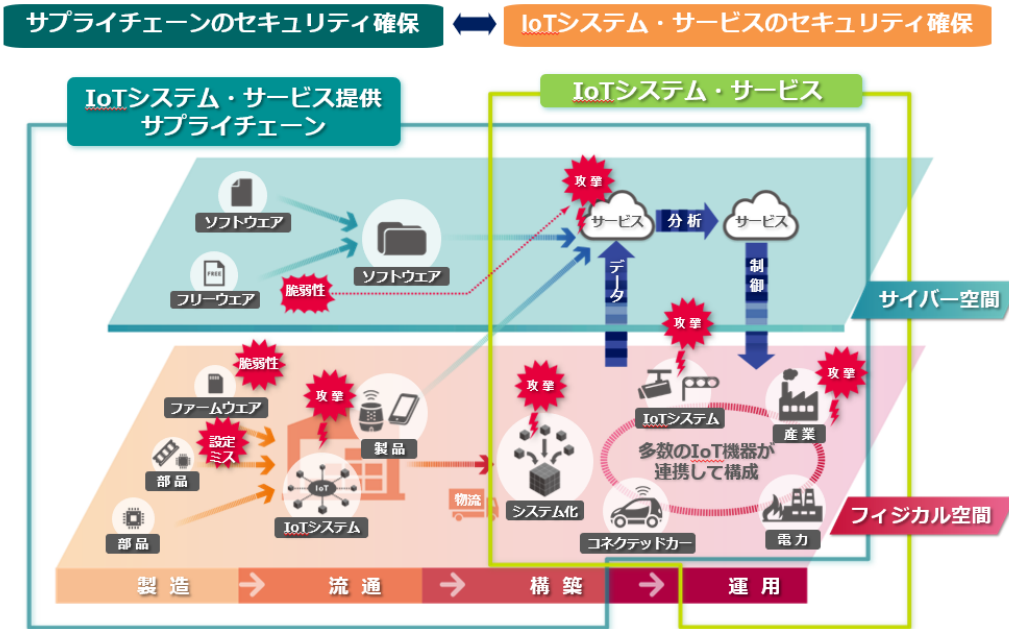 サプライチェーンのセキュリティ確保
IoTシステム・サービスのセキュリティ確保
IoTシステム・サービス提供
サプライチェーン
IoTシステム・サービス
攻撃
ソフトウェア
サービス
分析
サービス
ソフトウェア
FREE
フリーウェア
脆弱性
データ
制御
サイバー空間
攻撃
脆弱性
ファームウェア
攻撃
攻撃
攻撃
設定
ミス
製品
IoTシステム
産業
部品
IoT
多数のIoT機器が
連携して構成
物流
システム化
IoTシステム
部品
コネクテッドカー
電力
フィジカル空間
製造
流通
構築
運用